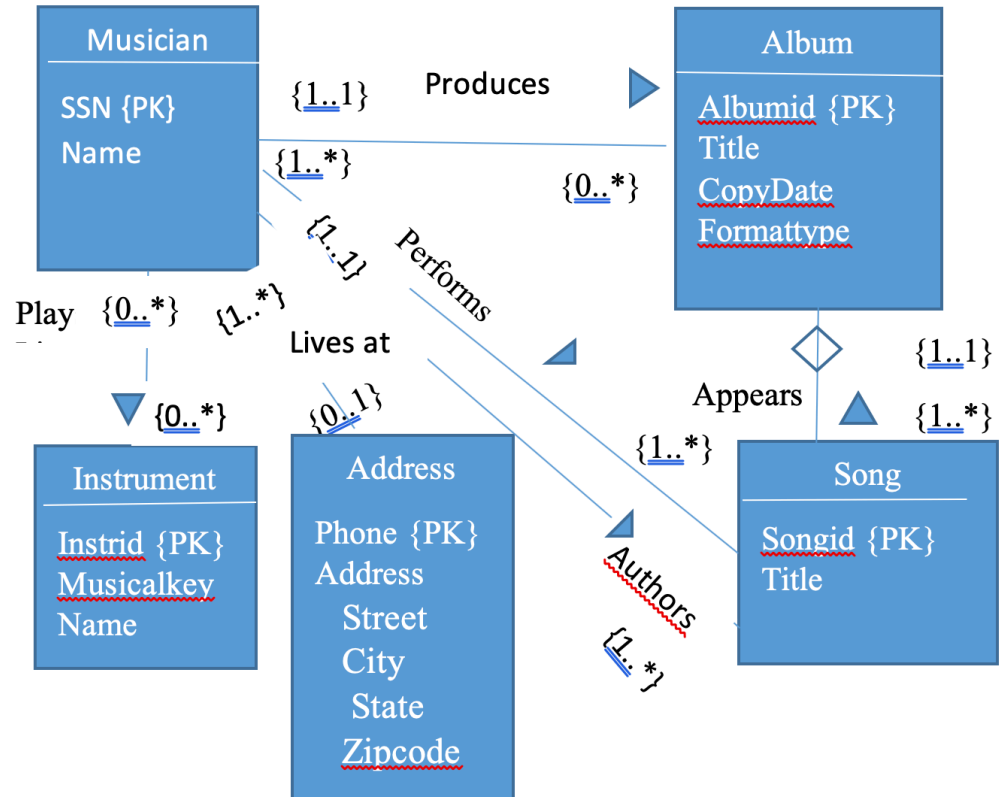 Musician
SSN {PK}
Name
{1..1}
Produces
{1..*}
{0..*}
Album
Albumid {PK}
Title
CopyDate
Formattype
{1..1}
Performs
Play
{0..*}
{1..*}
Lives at
{0..1}
{0..*}
Appears
{1..1}
{1..*}
{1..*}
Instrument
Instrid {PK}
Musicalkey
Name
Address
Phone {PK}
Address
Street
City
State
Zipcode
Authors
{1..*}
Song
Songid {PK}
Title